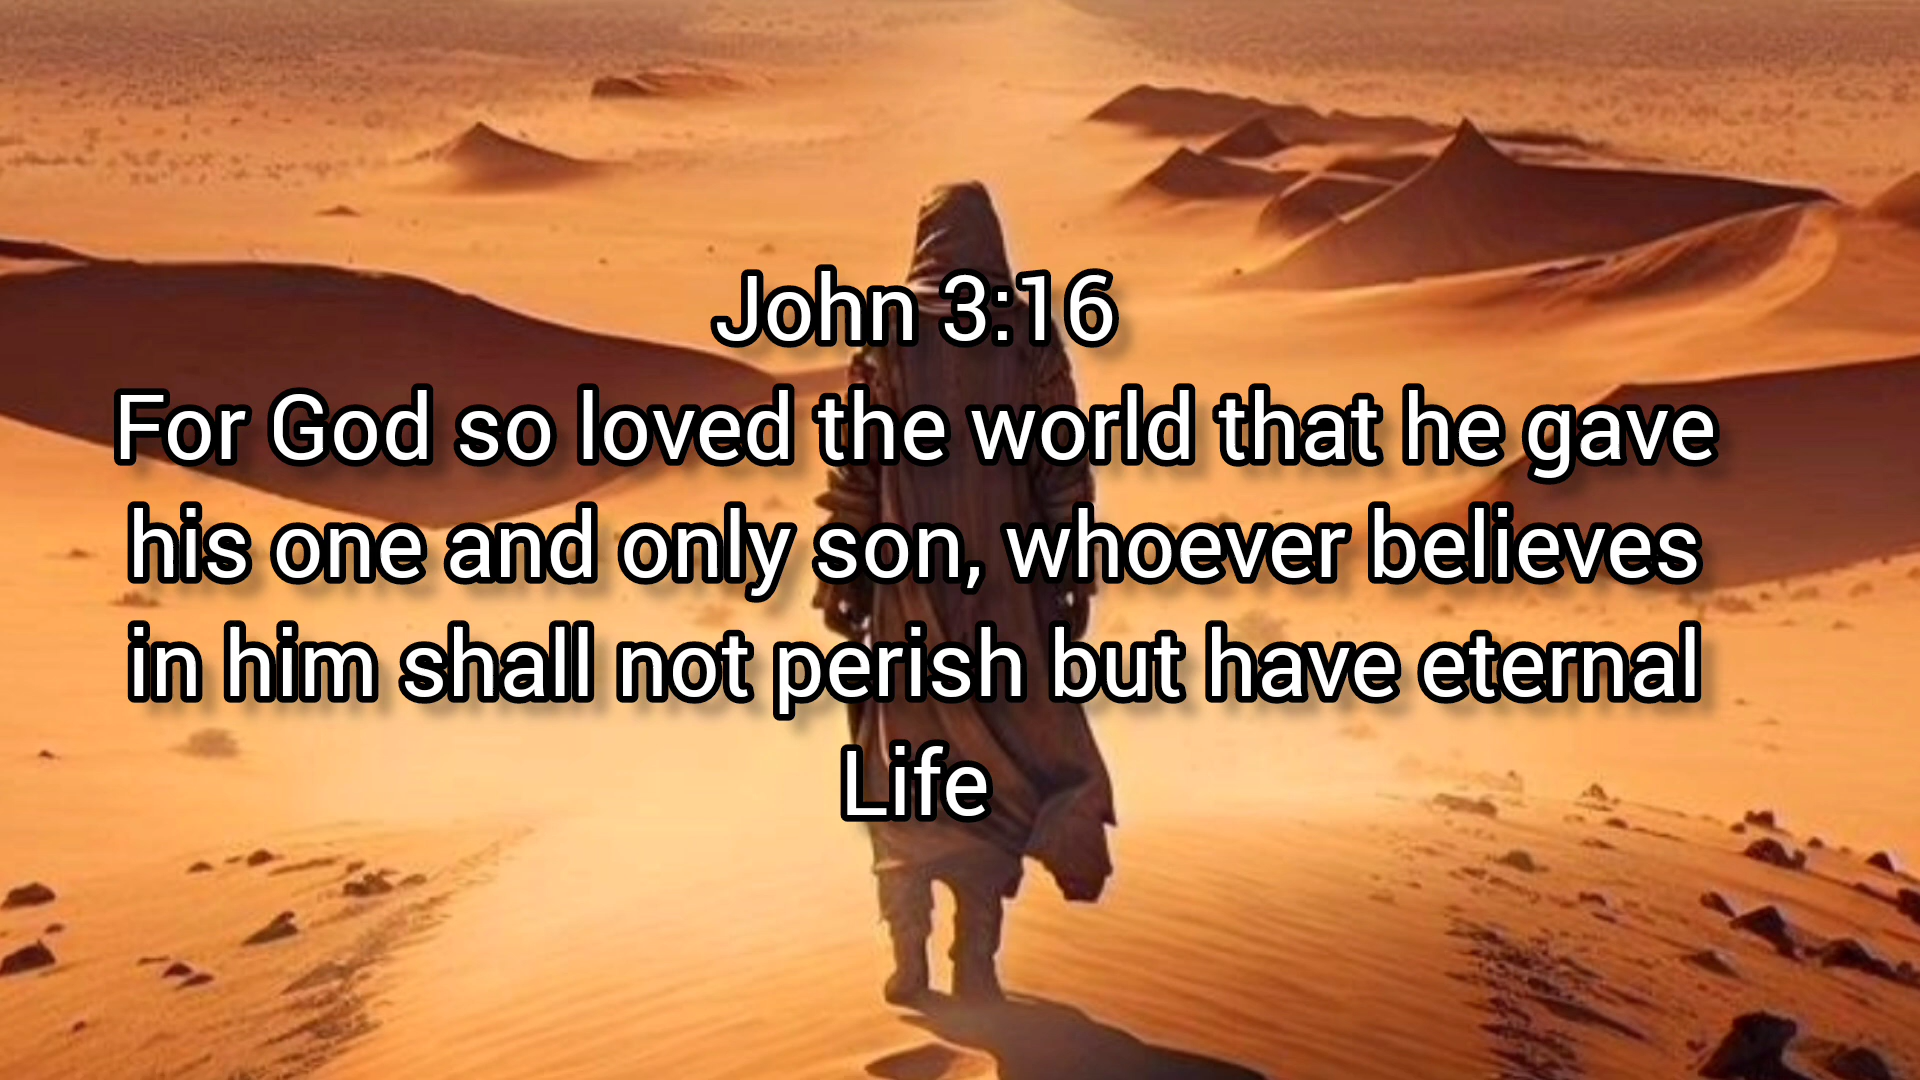 John 3:16
For God so loved the world that he gave
his one and only son, whoever believes
in him shall not perish but have eternal
Life